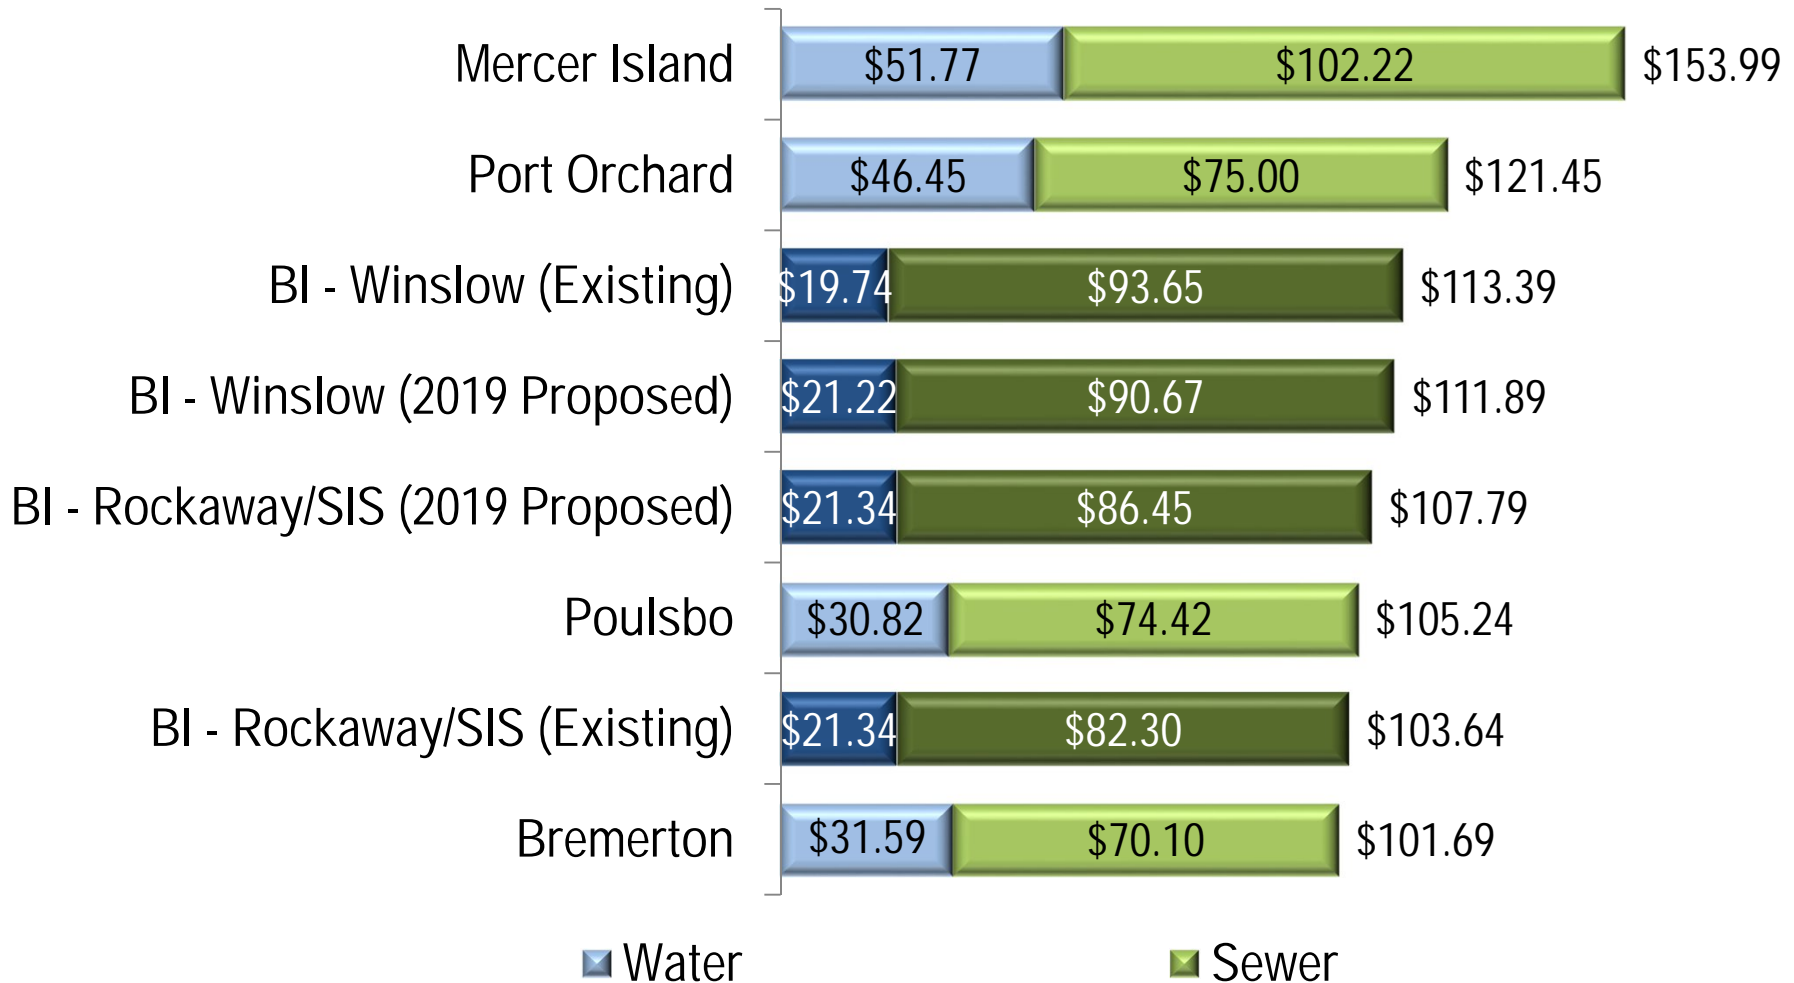 Mercer Island $51.77 $102.22 $153.99
Port Orchard $46.45 $75.00 $121.45
BI - Winslow (Existing) $19.74 $93.65 $113.39
BI - Winslow (2019 Proposed) $21.22 $90.67 $111.89
BI - Rockaway/SIS (2019 Proposed) $21.34 $86.45 $107.79
Poulsbo $30.82 $74.42 $105.24
BI - Rockaway/SIS (Existing) $21.34 $82.30 $103.64
Bremerton $31.59 $70.10 $101.69
Water Sewer